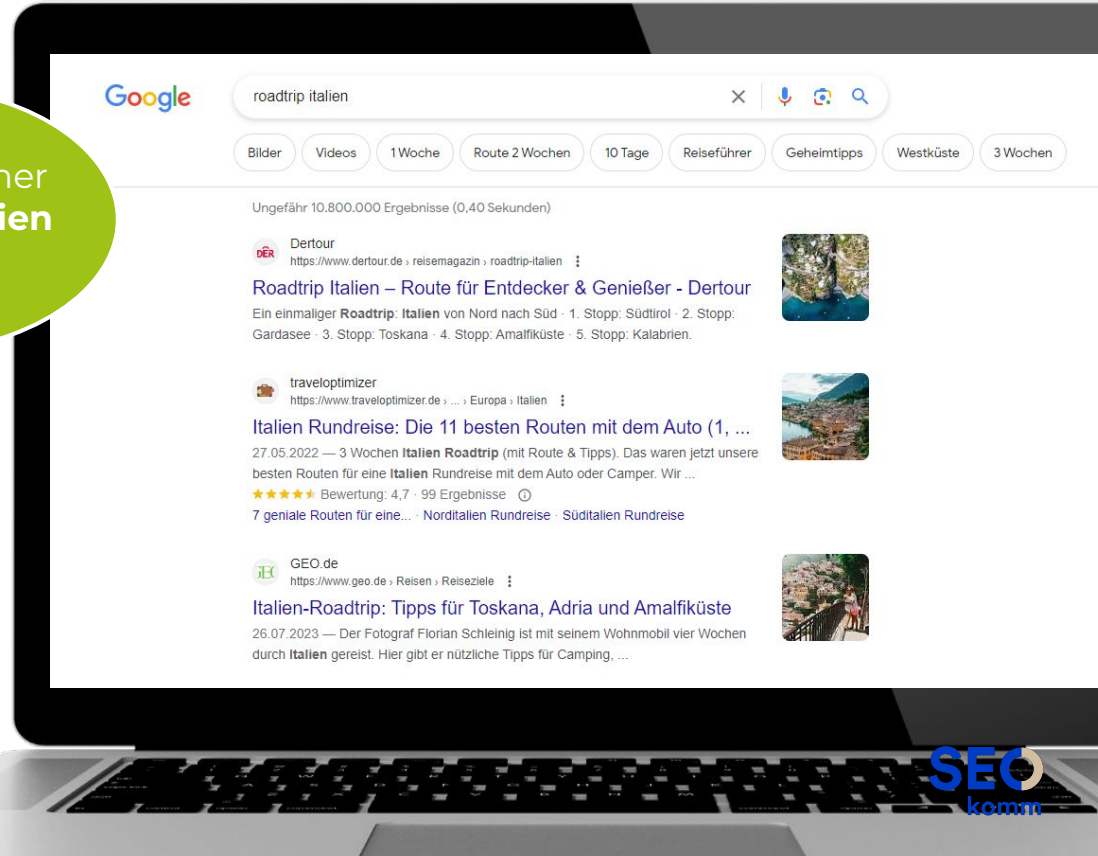 Google
roadtrip italien
Bilder Videos 1 Woche Route 2 Wochen 10 Tage Reiseführer Geheimtipps Westküste 3 Wochen
ien
Ungefähr 10.800.000 Ergebnisse (0,40 Sekunden)
DER
Dertour
https://www.dertour.de › reisemagazin › roadtrip-italien
Roadtrip Italien – Route für Entdecker & Genießer - Dertour
Ein einmaliger Roadtrip: Italien von Nord nach Süd · 1. Stopp: Südtirol · 2. Stopp:
Gardasee · 3. Stopp: Toskana · 4. Stopp: Amalfiküste · 5. Stopp: Kalabrien.
traveloptimizer
https://www.traveloptimizer.de › ... › Europa › Italien
Italien Rundreise: Die 11 besten Routen mit dem Auto (1, ...
27.05.2022 — 3 Wochen Italien Roadtrip (mit Route & Tipps). Das waren jetzt unsere
besten Routen für eine Italien Rundreise mit dem Auto oder Camper. Wir ...
Bewertung: 4,7 · 99 Ergebnisse
7 geniale Routen für eine... · Norditalien Rundreise · Süditalien Rundreise
GEO
GEO.de
https://www.geo.de › Reisen › Reiseziele
Italien-Roadtrip: Tipps für Toskana, Adria und Amalfiküste
26.07.2023 — Der Fotograf Florian Schleinig ist mit seinem Wohnmobil vier Wochen
durch Italien gereist. Hier gibt er nützliche Tipps für Camping, ...
SEO
komm